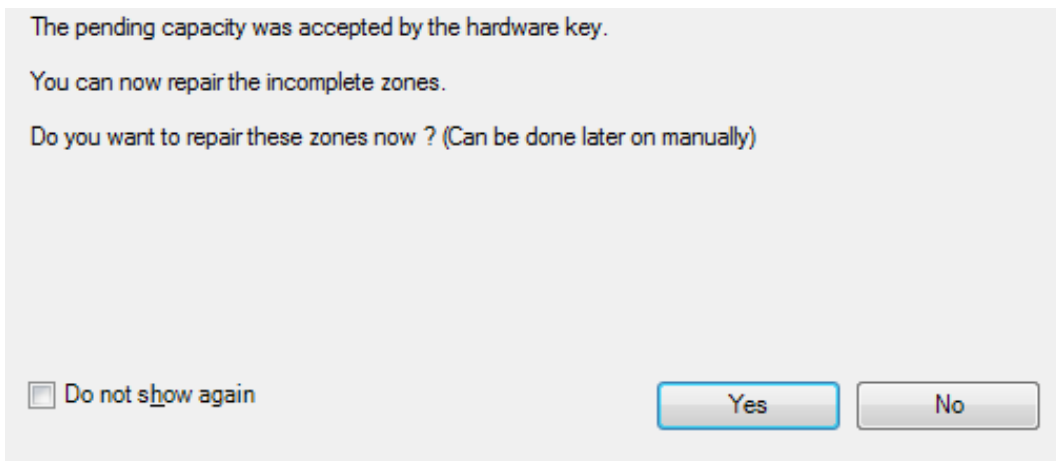 The pending capacity was accepted by the hardware key.
You can now repair the incomplete zones.
Do you want to repair these zones now ? (Can be done later on manually)
Do not show again
Yes
No